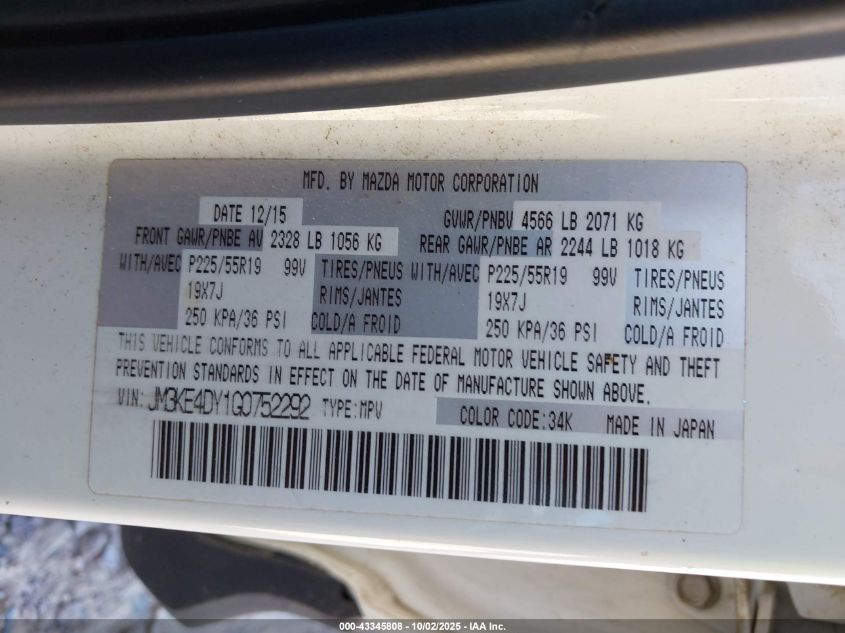 MFD. BY MAZDA MOTOR CORPORATION
DATE 12/15 GVWR/PNBV 4566 LB 2071 KG
FRONT GAWR/PNBE AV 2328 LB 1056 KG REAR GAWR/PNBE AR 2244 LB 1018 KG
WITH/AVEC P225/55R19 99V TIRES/PNEUS WITH/AVEC P225/55R19 99V TIRES/PNEUS
19X7J RIMS/JANTES 19X7J RIMS/JANTES
250 KPA/36 PSI COLD/A FROID 250 KPA/36 PSI COLD/A FROID
THIS VEHICLE CONFORMS TO ALL APPLICABLE FEDERAL MOTOR VEHICLE SAFETY AND THEFT
PREVENTION STANDARDS IN EFFECT ON THE DATE OF MANUFACTURE SHOWN ABOVE.
VIN: JM3KE4DY1G0752292 TYPE:MPV COLOR CODE:34K MADE IN JAPAN
000-43345808 - 10/02/2025 - IAA Inc.